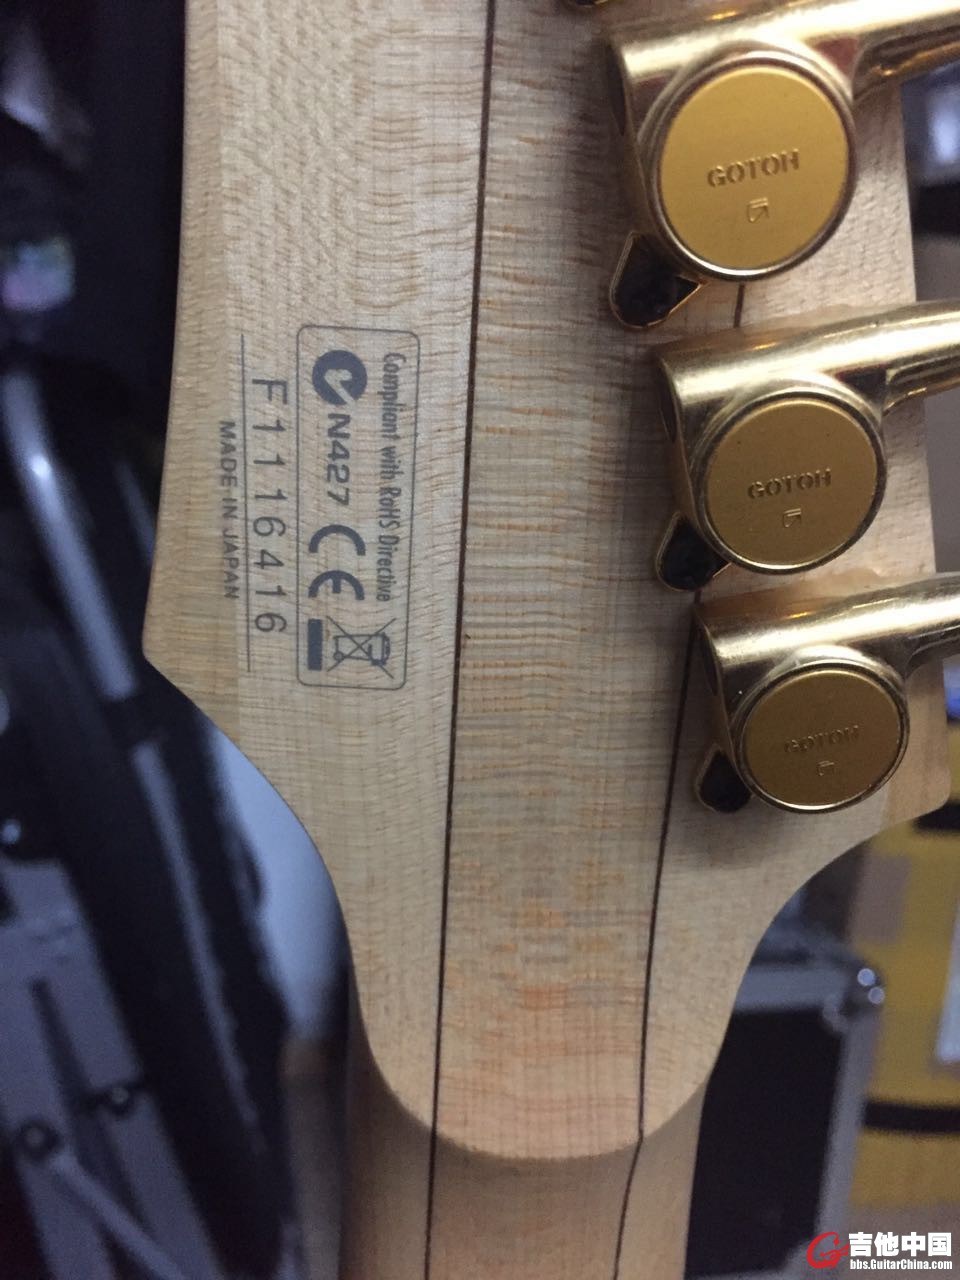 GOTOH
GOTOH
GOTOH
Compliant with RoHS Directive
N427 CE
F1116416
MADE IN JAPAN
吉他中国
bbs.GuitarChina.com